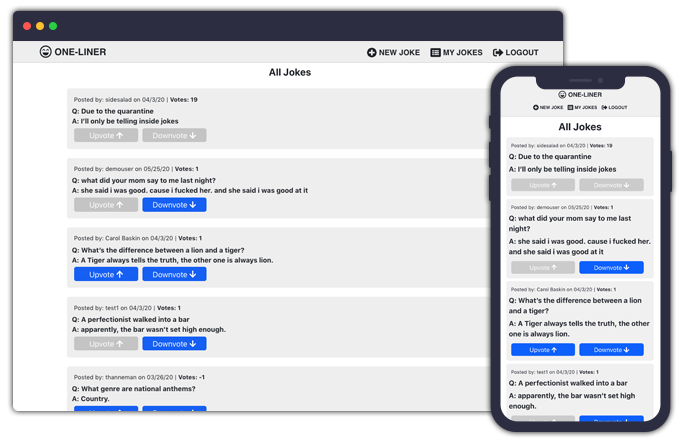 ONE-LINER
NEW JOKE
MY JOKES
LOGOUT
All Jokes
Posted by: sidesalad on 04/3/20 | Votes: 19
Q: Due to the quarantine
A: I'll only be telling inside jokes
Upvote
Downvote
Posted by: demouser on 05/25/20 | Votes: 1
Q: what did your mom say to me last night?
A: she said i was good. cause i fucked her. and she said i was good at it
Upvote
Downvote
Posted by: Carol Baskin on 04/3/20 | Votes: 1
Q: What's the difference between a lion and a tiger?
A: A Tiger always tells the truth, the other one is always lion.
Upvote
Downvote
Posted by: test1 on 04/3/20 | Votes: 1
Q: A perfectionist walked into a bar
A: apparently, the bar wasn't set high enough.
Upvote
Downvote
Posted by: thanneman on 03/26/20 | Votes: -1
Q: What genre are national anthems?
A: Country.
Upvote
Downvote
ONE-LINER
NEW JOKE
MY JOKES
LOGOUT
All Jokes
Posted by: sidesalad on 04/3/20 | Votes: 19
Q: Due to the quarantine
A: I'll only be telling inside jokes
Upvote
Downvote
Posted by: demouser on 05/25/20 | Votes: 1
Q: what did your mom say to me last
night?
A: she said i was good. cause i fucked her.
and she said i was good at it
Upvote
Downvote
Posted by: Carol Baskin on 04/3/20 | Votes: 1
Q: What's the difference between a lion
and a tiger?
A: A Tiger always tells the truth, the other
one is always lion.
Upvote
Downvote
Posted by: test1 on 04/3/20 | Votes: 1
Q: A perfectionist walked into a bar
A: apparently, the bar wasn't set high
enough.